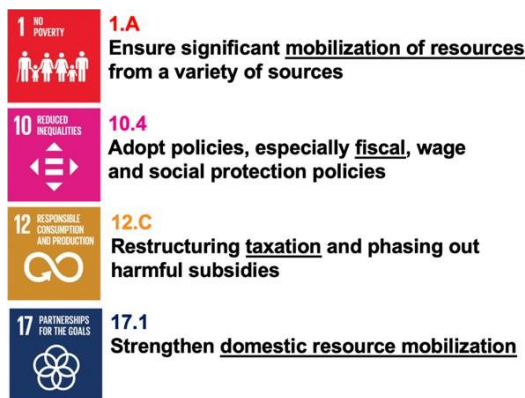 1 NO
POVERTY
1.A
Ensure significant mobilization of resources
from a variety of sources
10 REDUCED
INEQUALITIES
10.4
Adopt policies, especially fiscal, wage
and social protection policies
12 RESPONSIBLE
CONSUMPTION
AND PRODUCTION
12.C
Restructuring taxation and phasing out
harmful subsidies
17 PARTNERSHIPS
FOR THE GOALS
17.1
Strengthen domestic resource mobilization